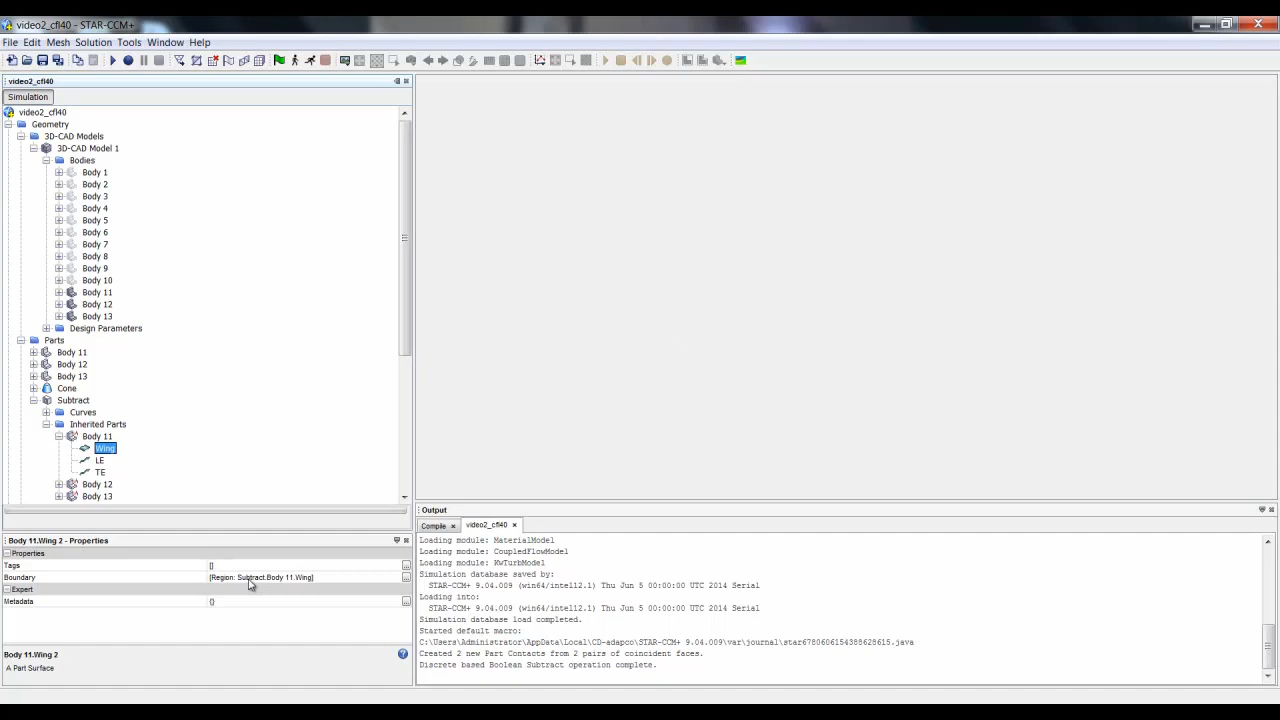 video2_cfl40 - STAR-CCM+
File Edit Mesh Solution Tools Window Help
video2_cfl40
Simulation
video2_cfl40
Geometry
3D-CAD Models
3D-CAD Model 1
Bodies
Body 1
Body 2
Body 3
Body 4
Body 5
Body 6
Body 7
Body 8
Body 9
Body 10
Body 11
Body 12
Body 13
Design Parameters
Parts
Body 11
Body 12
Body 13
Cone
Subtract
Curves
Inherited Parts
Body 11
Wing
LE
TE
Body 12
Body 13
Body 11.Wing 2 - Properties
Properties
Tags []
Boundary [Region: Subtract.Body 11.Wing]
Expert
Metadata {}
Body 11.Wing 2
A Part Surface
Output
Compile video2_cfl40
Loading module: MaterialModel
Loading module: CoupledFlowModel
Loading module: KwTurbModel
Simulation database saved by:
STAR-CCM+ 9.04.009 (win64/intel12.1) Thu Jun 5 00:00:00 UTC 2014 Serial
Loading into:
STAR-CCM+ 9.04.009 (win64/intel12.1) Thu Jun 5 00:00:00 UTC 2014 Serial
Simulation database load completed.
Started default macro:
C:\Users\Administrator\AppData\Local\CD-adapco\STAR-CCM+ 9.04.009\var\journal\star6780606154388628615.java
Created 2 new Part Contacts from 2 pairs of coincident faces.
Discrete based Boolean Subtract operation complete.